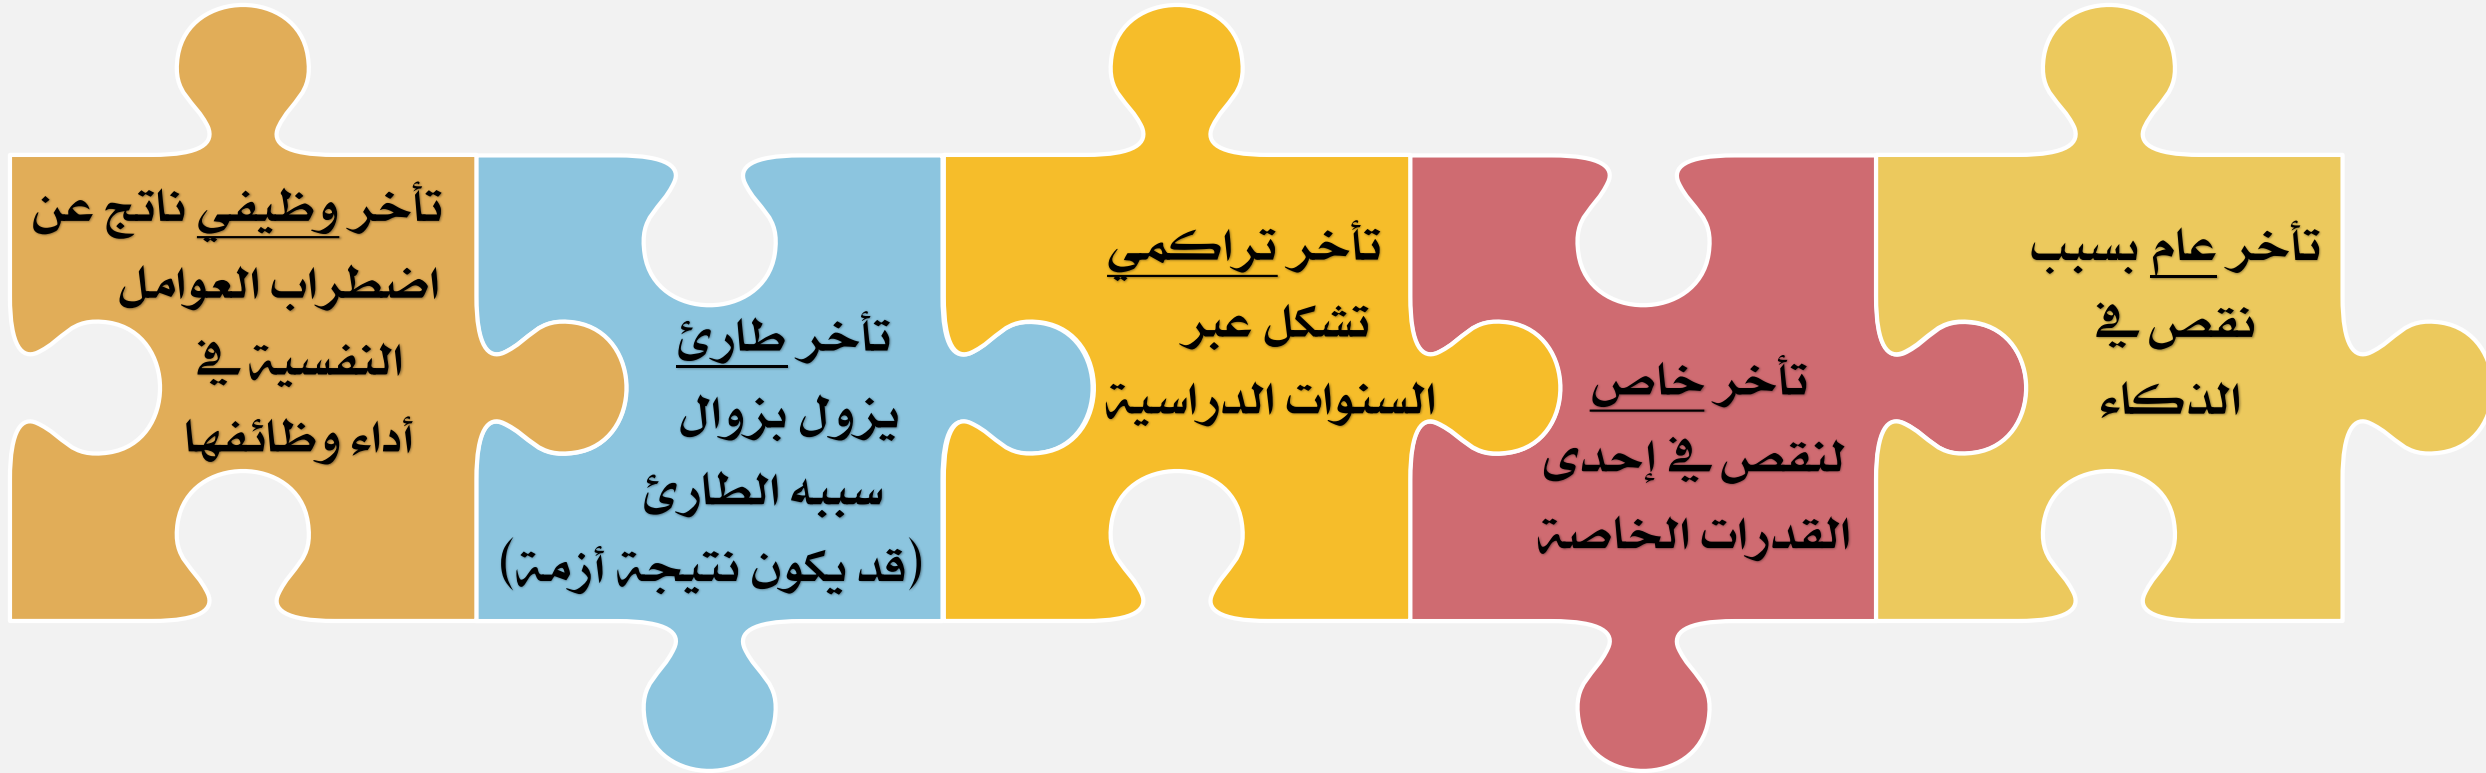 تأخر عام بسبب
نقص في
الذكاء
تأخر خاص
لنقص في إحدى
القدرات الخاصة
تأخر تراكمي
تشكل عبر
السنوات الدراسية
تأخر طارئ
يزول بزوال
سببه الطارئ
(قد يكون نتيجة أزمة)
تأخر وظيفي ناتج عن
اضطراب العوامل
النفسية في
أداء وظائفها